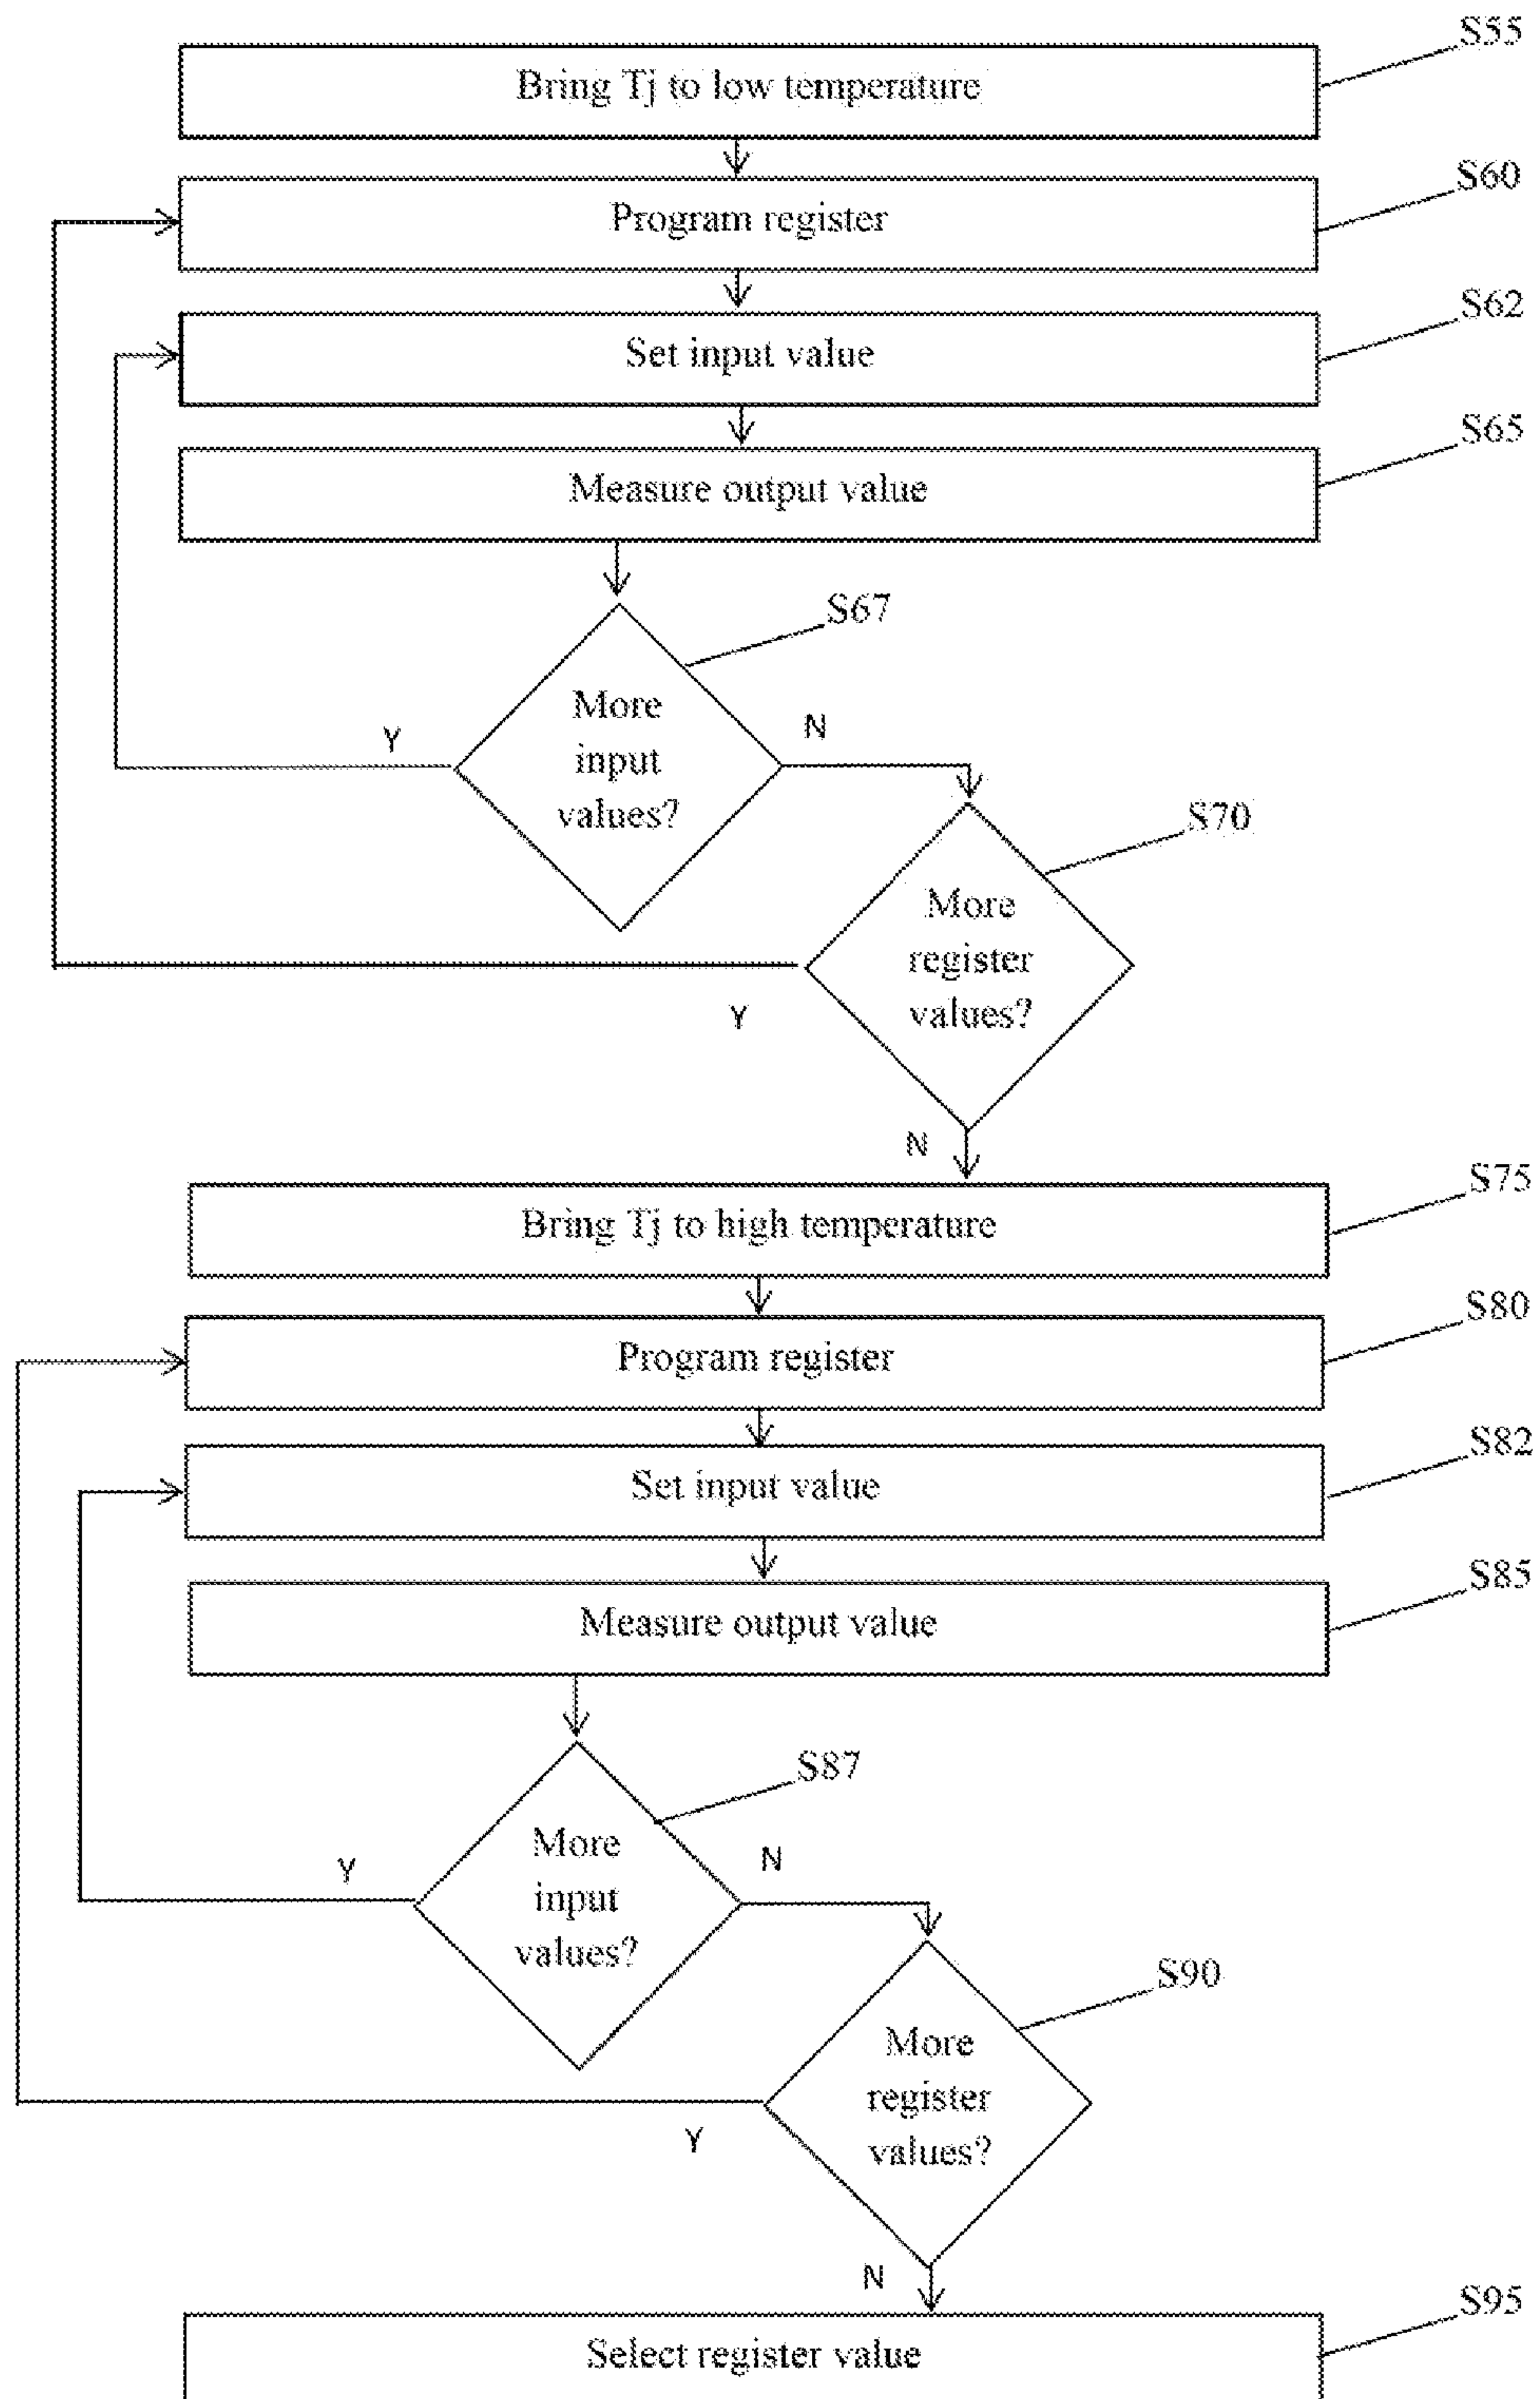 S55
Bring Tj to low temperature
S60
Program register
S62
Set input value
S65
Measure output value
S67
More
input
values?
Y
N
S70
More
register
values?
Y
N
S75
Bring Tj to high temperature
S80
Program register
S82
Set input value
S85
Measure output value
S87
More
input
values?
Y
N
S90
More
register
values?
Y
N
S95
Select register value